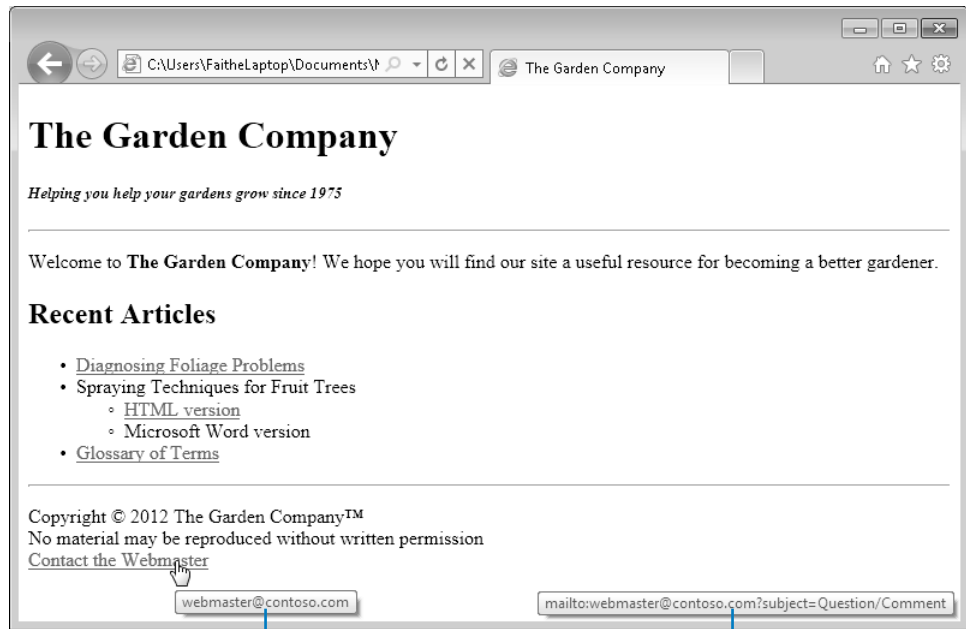 C:\Users\FaitheLaptop\Documents\
The Garden Company
The Garden Company
Helping you help your gardens grow since 1975
Welcome to The Garden Company! We hope you will find our site a useful resource for becoming a better gardener.
Recent Articles
• Diagnosing Foliage Problems
• Spraying Techniques for Fruit Trees
◦ HTML version
◦ Microsoft Word version
• Glossary of Terms
Copyright © 2012 The Garden Company™
No material may be reproduced without written permission
Contact the Webmaster
webmaster@contoso.com
mailto:webmaster@contoso.com?subject=Question/Comment